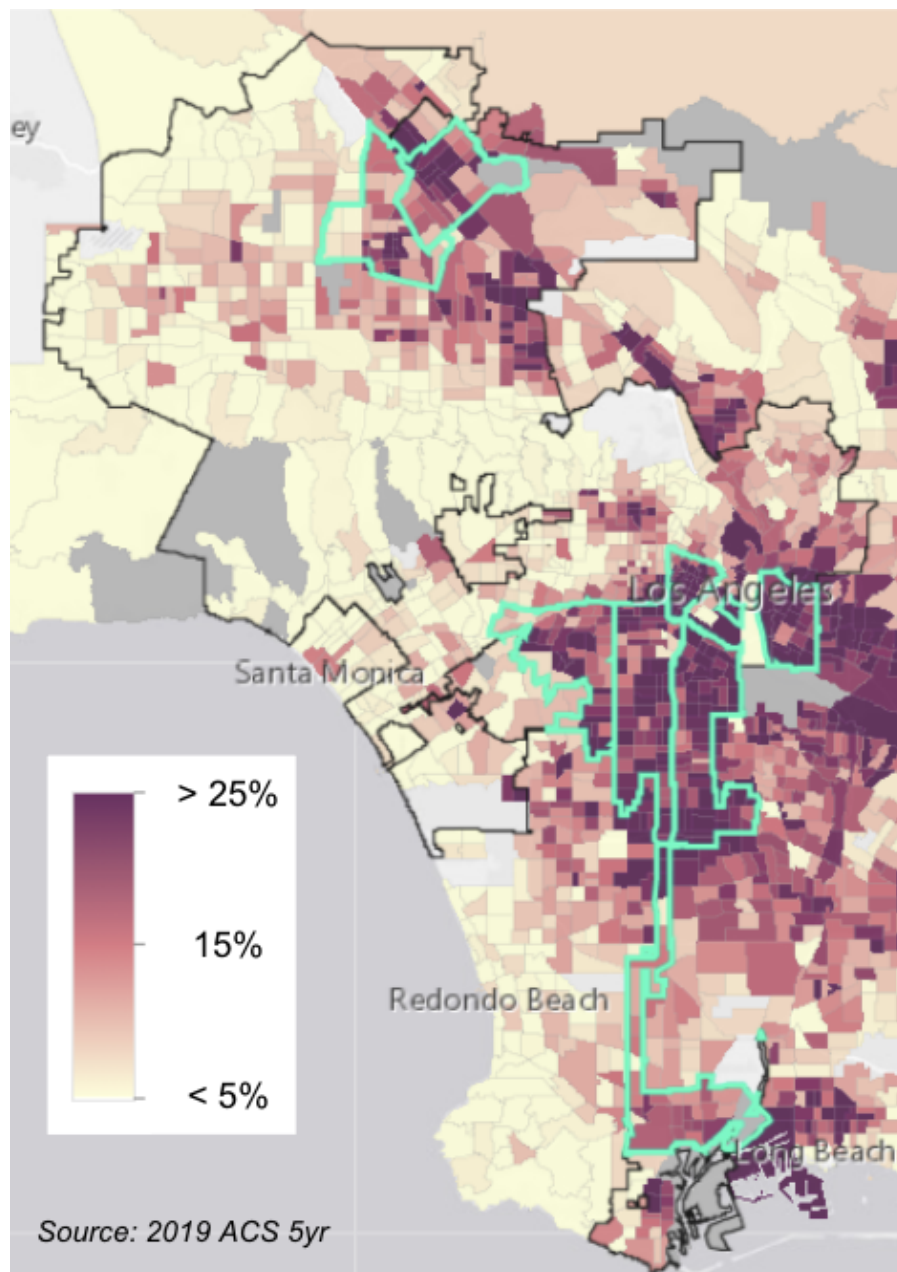 ey
Los Angeles
Santa Monica
> 25%
15%
Redondo Beach
< 5%
Long Beach
Source: 2019 ACS 5yr